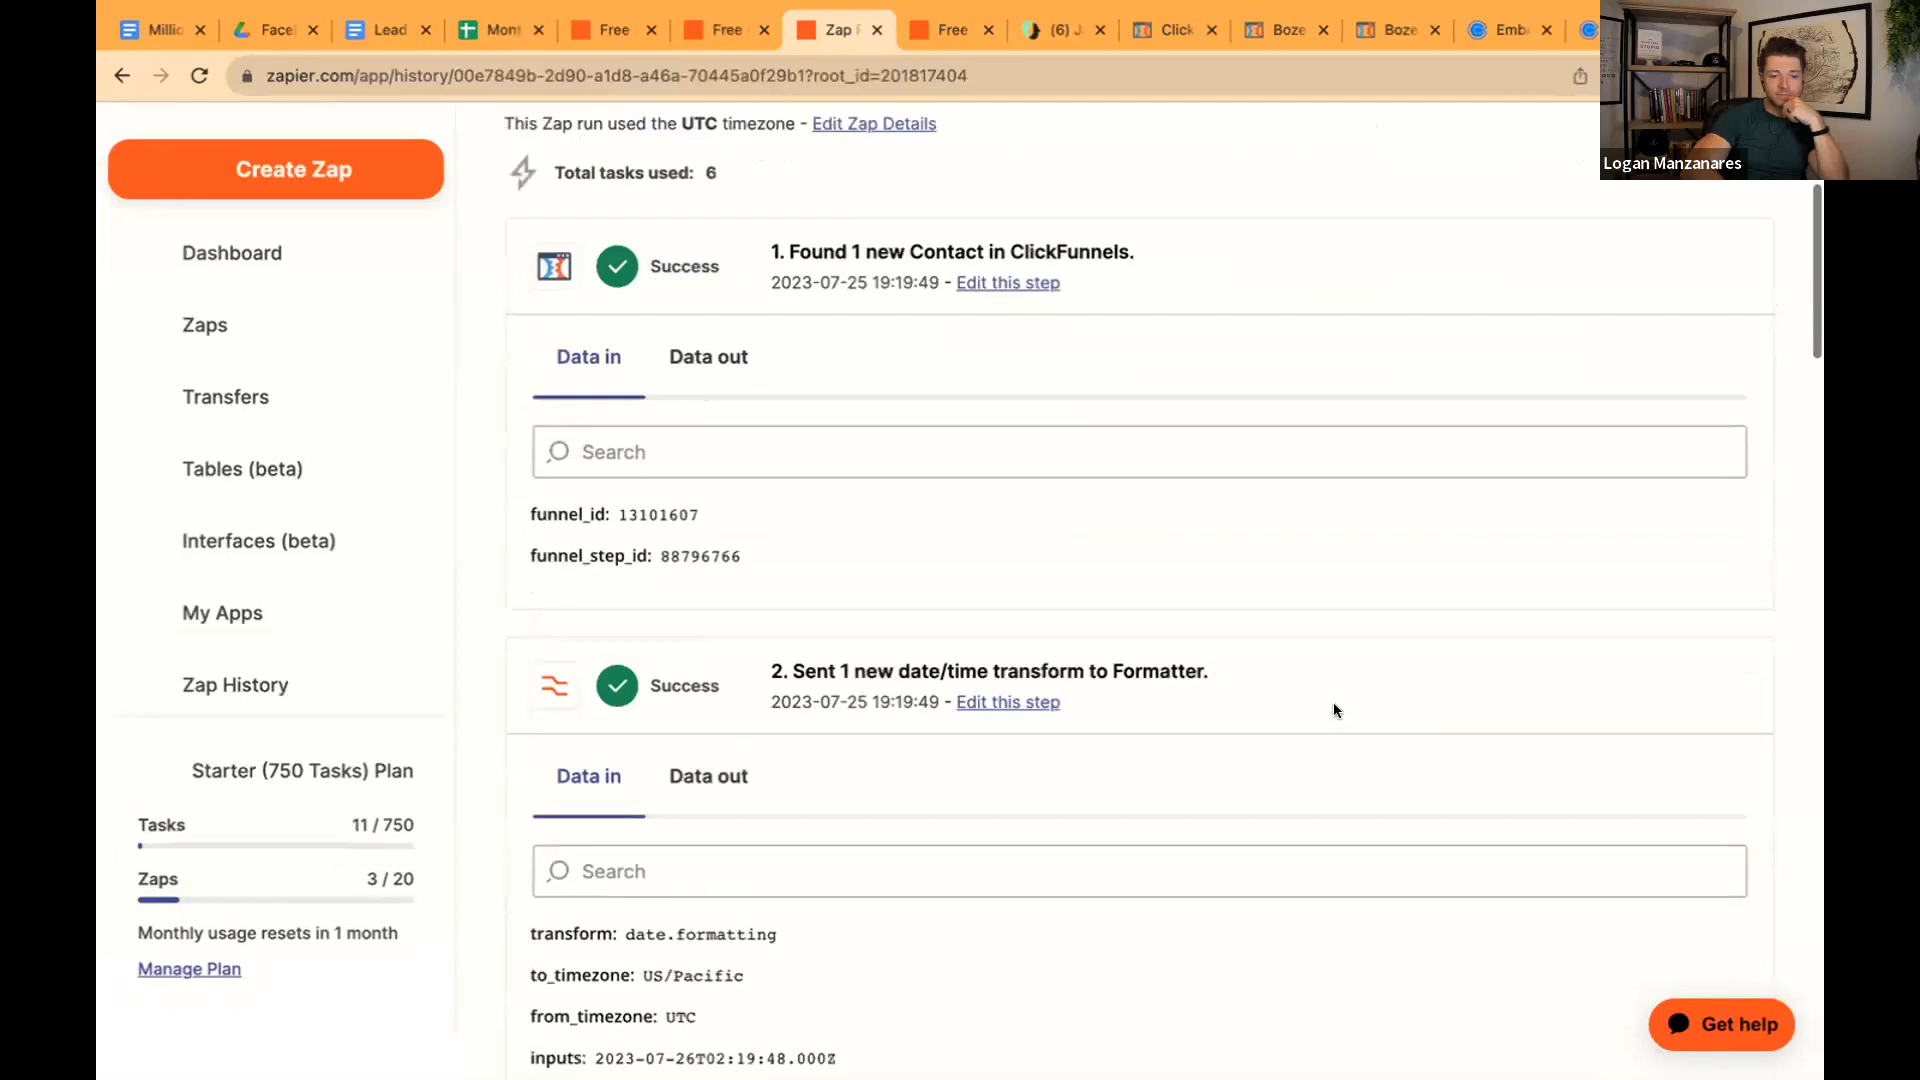 Millic
Face
Lead
Mon
Free
Free
Zap
Free
(6) J
Click
Boze
Boze
Emb
zapier.com/app/history/00e7849b-2d90-a1d8-a46a-70445a0f29b1?root_id=201817404
Logan Manzanares
This Zap run used the UTC timezone - Edit Zap Details
Total tasks used: 6
Create Zap
Dashboard
Zaps
Transfers
Tables (beta)
Interfaces (beta)
My Apps
Zap History
Starter (750 Tasks) Plan
Tasks 11 / 750
Zaps 3 / 20
Monthly usage resets in 1 month
Manage Plan
Success
1. Found 1 new Contact in ClickFunnels.
2023-07-25 19:19:49 - Edit this step
Data in Data out
Search
funnel_id: 13101607
funnel_step_id: 88796766
Success
2. Sent 1 new date/time transform to Formatter.
2023-07-25 19:19:49 - Edit this step
Data in Data out
Search
transform: date.formatting
to_timezone: US/Pacific
from_timezone: UTC
inputs: 2023-07-26T02:19:48.000Z
Get help